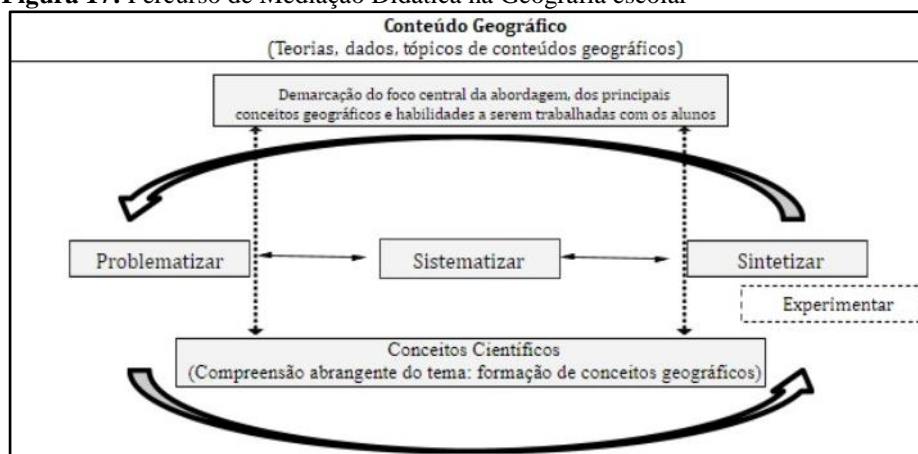 Figura 17. Percurso de Mediação Didática na Geografia escolar
Conteúdo Geográfico
(Teorias, dados, tópicos de conteúdos geográficos)
Demarcação do foco central da abordagem, dos principais
conceitos geográficos e habilidades a serem trabalhadas com os alunos
Problematizar
Sistematizar
Sintetizar
Experimentar
Conceitos Científicos
(Compreensão abrangente do tema: formação de conceitos geográficos)